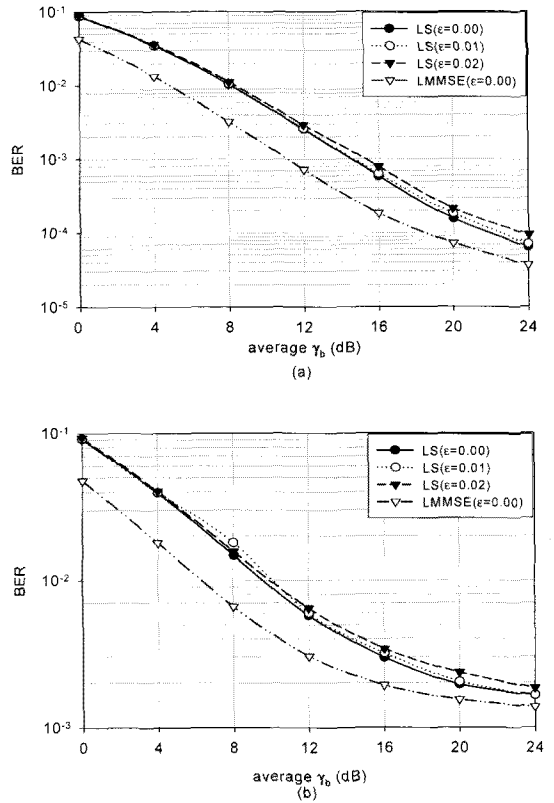 10⁻¹
LS(ε=0.00)
LS(ε=0.01)
LS(ε=0.02)
LMMSE(ε=0.00)
10⁻²
BER
10⁻³
10⁻⁴
10⁻⁵
0 4 8 12 16 20 24
average γb (dB)
(a)
10⁻¹
LS(ε=0.00)
LS(ε=0.01)
LS(ε=0.02)
LMMSE(ε=0.00)
BER
10⁻²
10⁻³
0 4 8 12 16 20 24
average γb (dB)
(b)